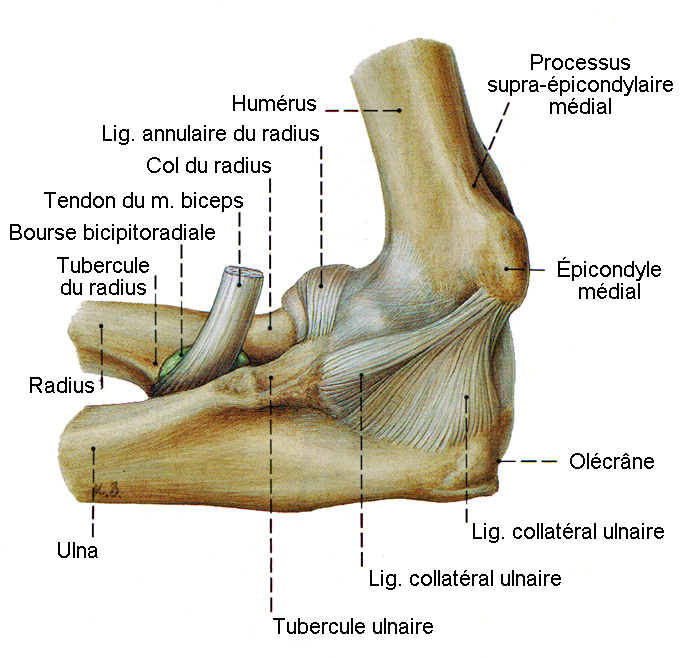 Processus
supra-épicondylaire
médial
Humérus
Lig. annulaire du radius
Col du radius
Tendon du m. biceps
Bourse bicipitoradiale
Tubercule
du radius
Épicondyle
médial
Radius
Olécrâne
Ulna
Lig. collatéral ulnaire
Lig. collatéral ulnaire
Tubercule ulnaire